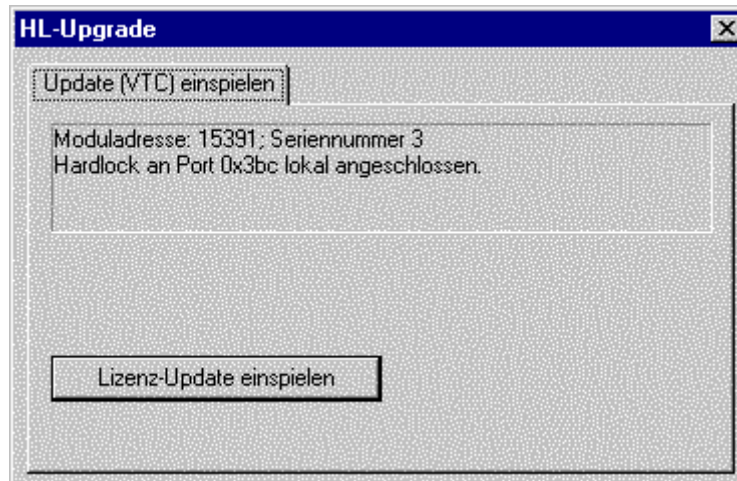 HL-Upgrade
Update (VTC) einspielen
Moduladresse: 15391; Seriennummer 3
Hardlock an Port 0x3bc lokal angeschlossen.
Lizenz-Update einspielen